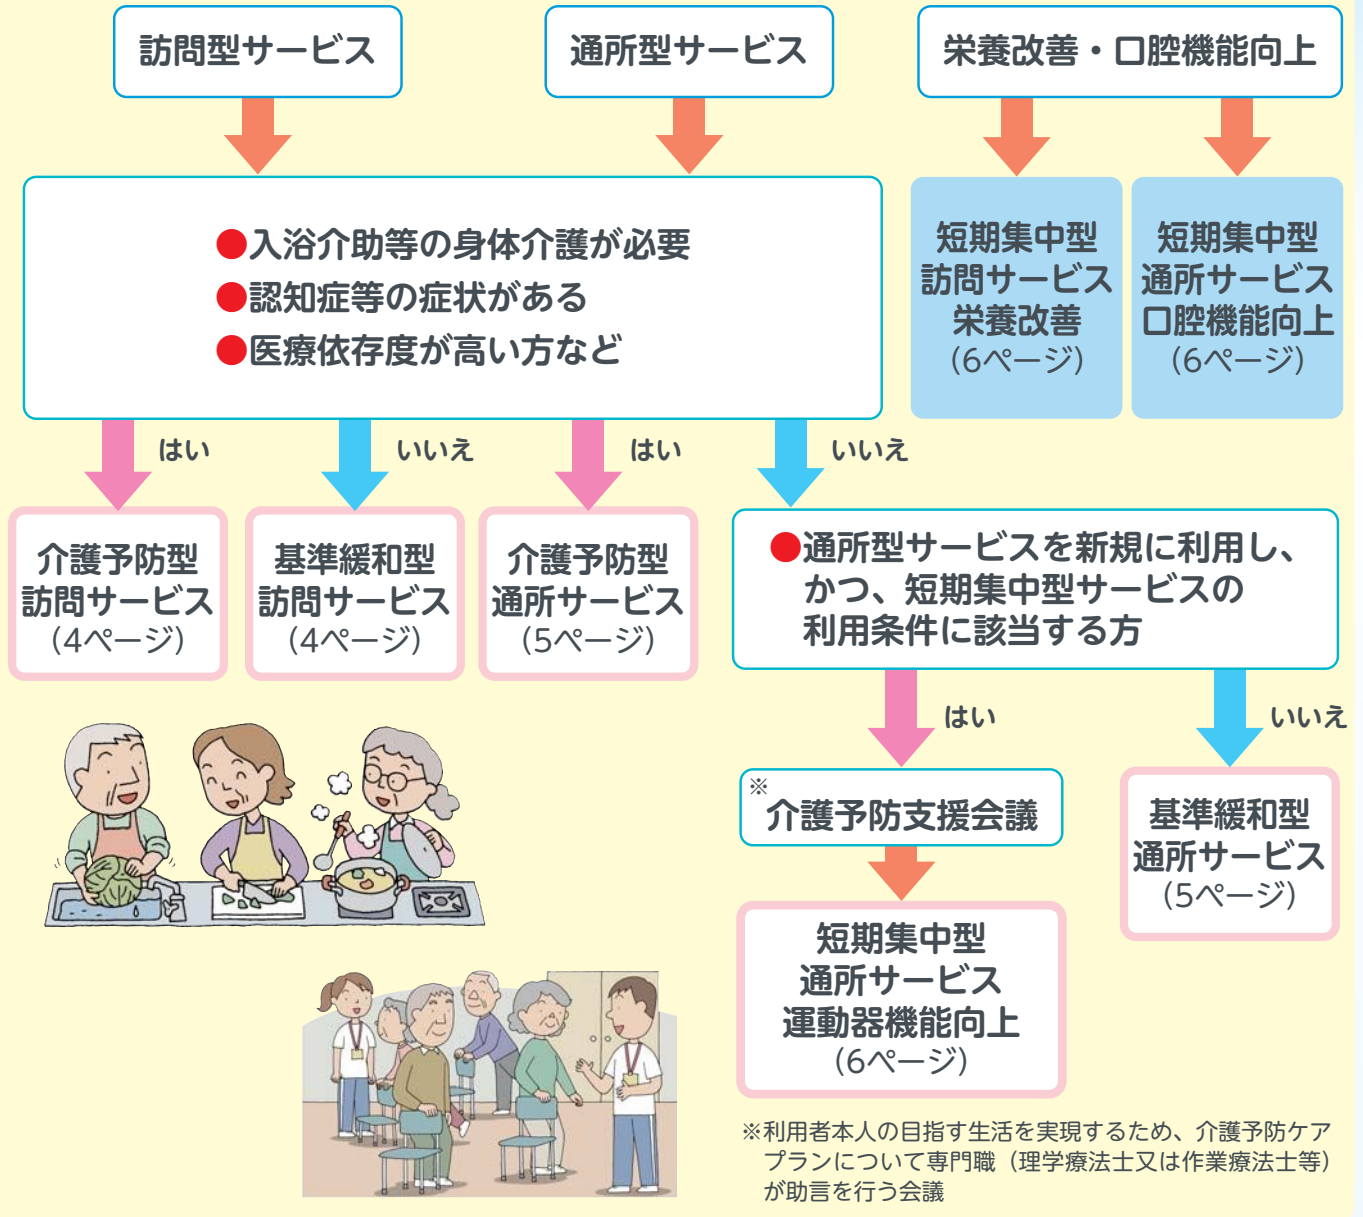 訪問型サービス
通所型サービス
栄養改善・口腔機能向上
●入浴介助等の身体介護が必要
●認知症等の症状がある
●医療依存度が高い方など
短期集中型
訪問サービス
栄養改善
（6ページ）
短期集中型
通所サービス
口腔機能向上
（6ページ）
はい
いいえ
はい
いいえ
介護予防型
訪問サービス
（4ページ）
基準緩和型
訪問サービス
（4ページ）
介護予防型
通所サービス
（5ページ）
●通所型サービスを新規に利用し、
かつ、短期集中型サービスの
利用条件に該当する方
はい
いいえ
※
介護予防支援会議
基準緩和型
通所サービス
（5ページ）
短期集中型
通所サービス
運動器機能向上
（6ページ）
※利用者本人の目指す生活を実現するため、介護予防ケア
プランについて専門職（理学療法士又は作業療法士等）
が助言を行う会議